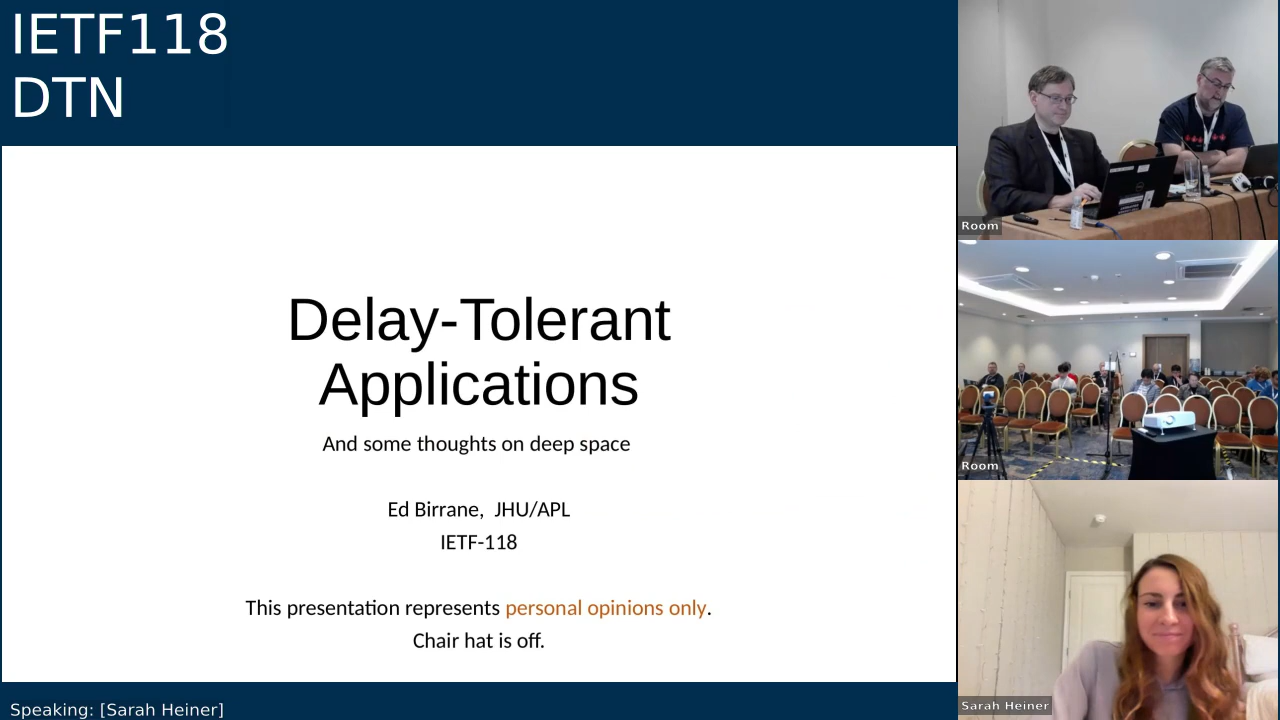 IETF118
DTN
Delay-Tolerant
Applications
And some thoughts on deep space
Ed Birrane, JHU/APL
IETF-118
This presentation represents personal opinions only.
Chair hat is off.
Speaking: [Sarah Heiner]
Room
Room
Sarah Heiner